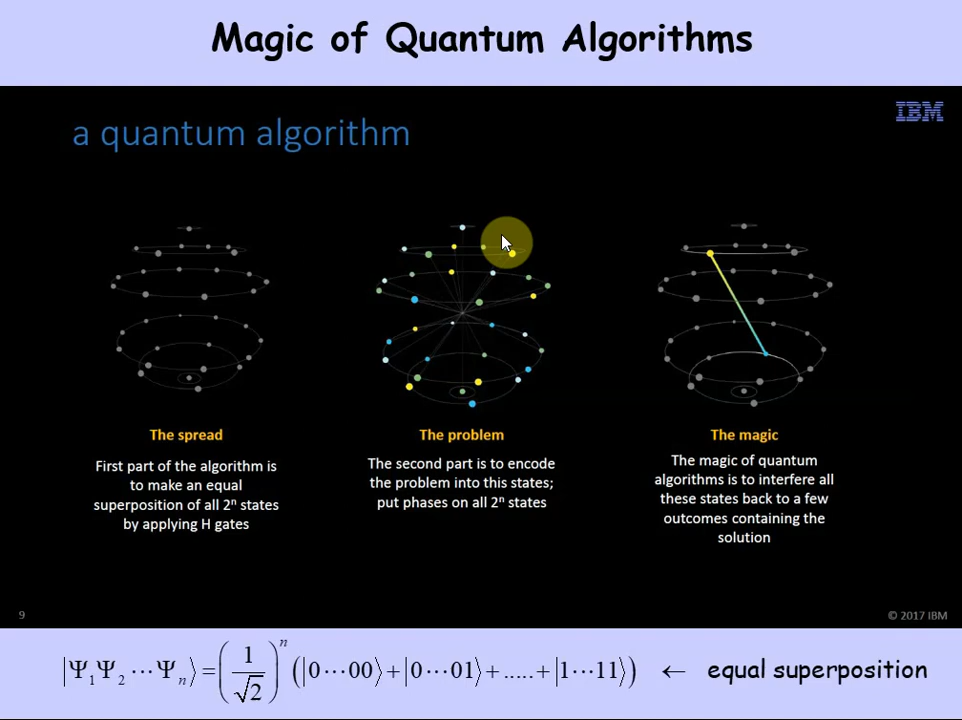 Magic of Quantum Algorithms
IBM
a quantum algorithm
The spread
First part of the algorithm is
to make an equal
superposition of all 2ⁿ states
by applying H gates
The problem
The second part is to encode
the problem into this states;
put phases on all 2ⁿ states
The magic
The magic of quantum
algorithms is to interfere all
these states back to a few
outcomes containing the
solution
9
© 2017 IBM
|Ψ₁Ψ₂⋯Ψₙ⟩ = (1/√2)ⁿ (|0⋯00⟩ + |0⋯01⟩ + ..... + |1⋯11⟩) ← equal superposition